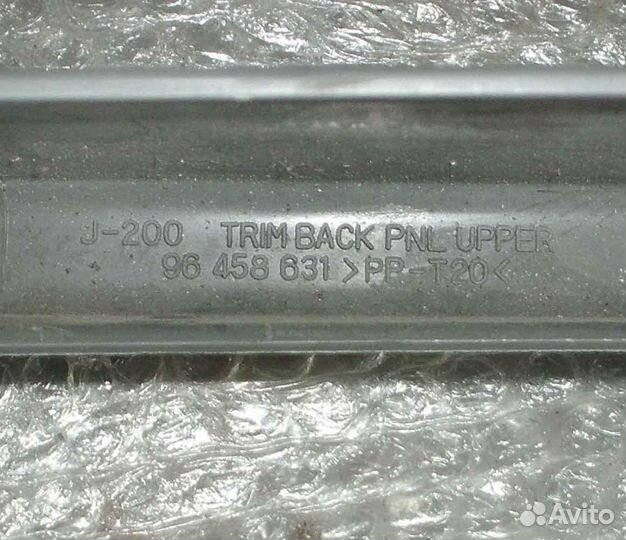 J-200 TRIM BACK PNL UPPER
96 458 631 >PP-T20<
Avito